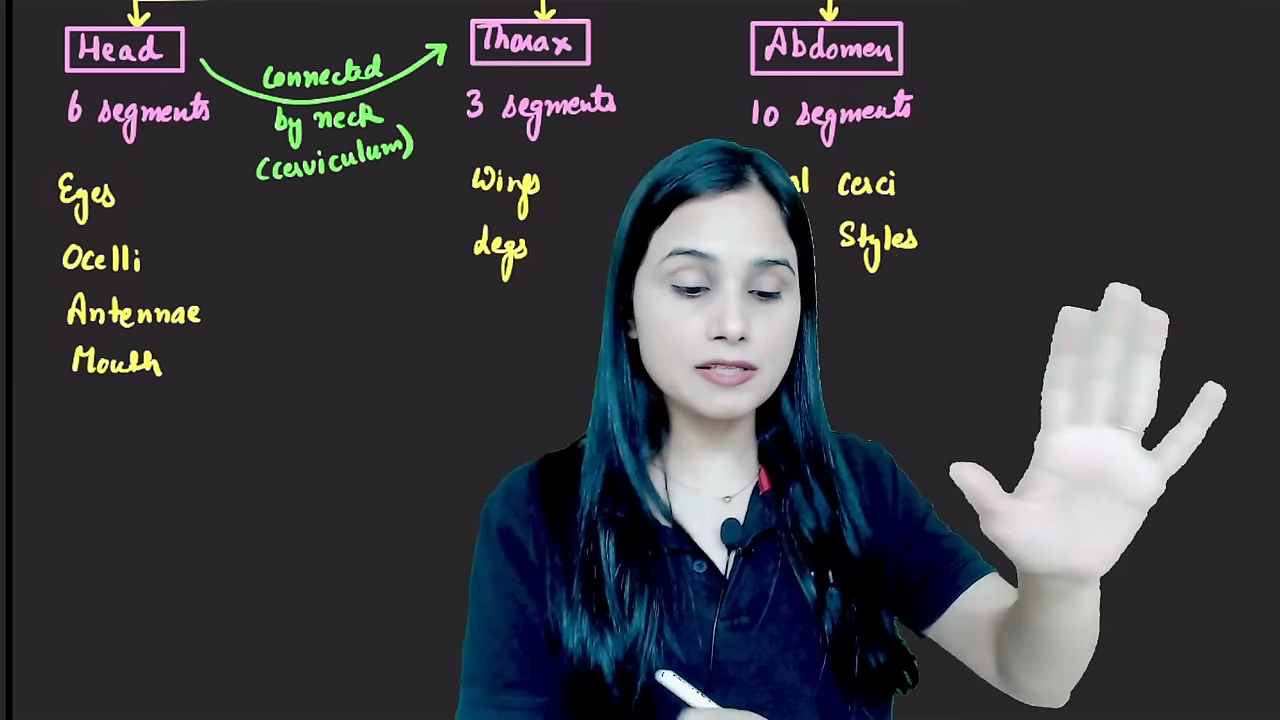 Head
6 segments
Eyes
Ocelli
Antennae
Mouth
connected
by neck
(cerviculum)
Thorax
3 segments
Wings
Legs
Abdomen
10 segments
cerci
Styles